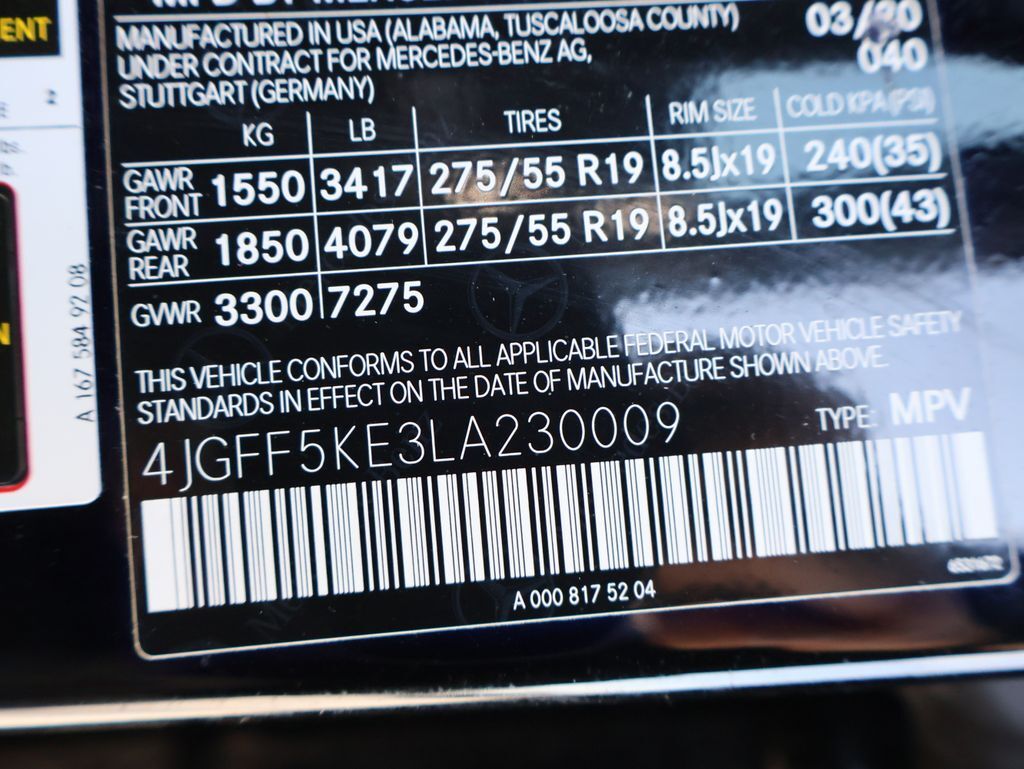 ENT
2
MANUFACTURED IN USA (ALABAMA, TUSCALOOSA COUNTY)
UNDER CONTRACT FOR MERCEDES-BENZ AG,
STUTTGART (GERMANY)
03/20
040
KG LB TIRES RIM SIZE COLD KPA(PSI)
GAWR FRONT 1550 3417 275/55 R19 8.5Jx19 240(35)
GAWR REAR 1850 4079 275/55 R19 8.5Jx19 300(43)
GVWR 3300 7275
THIS VEHICLE CONFORMS TO ALL APPLICABLE FEDERAL MOTOR VEHICLE SAFETY
STANDARDS IN EFFECT ON THE DATE OF MANUFACTURE SHOWN ABOVE.
4JGFF5KE3LA230009
TYPE: MPV
A 000 817 52 04
A 167 584 92 08